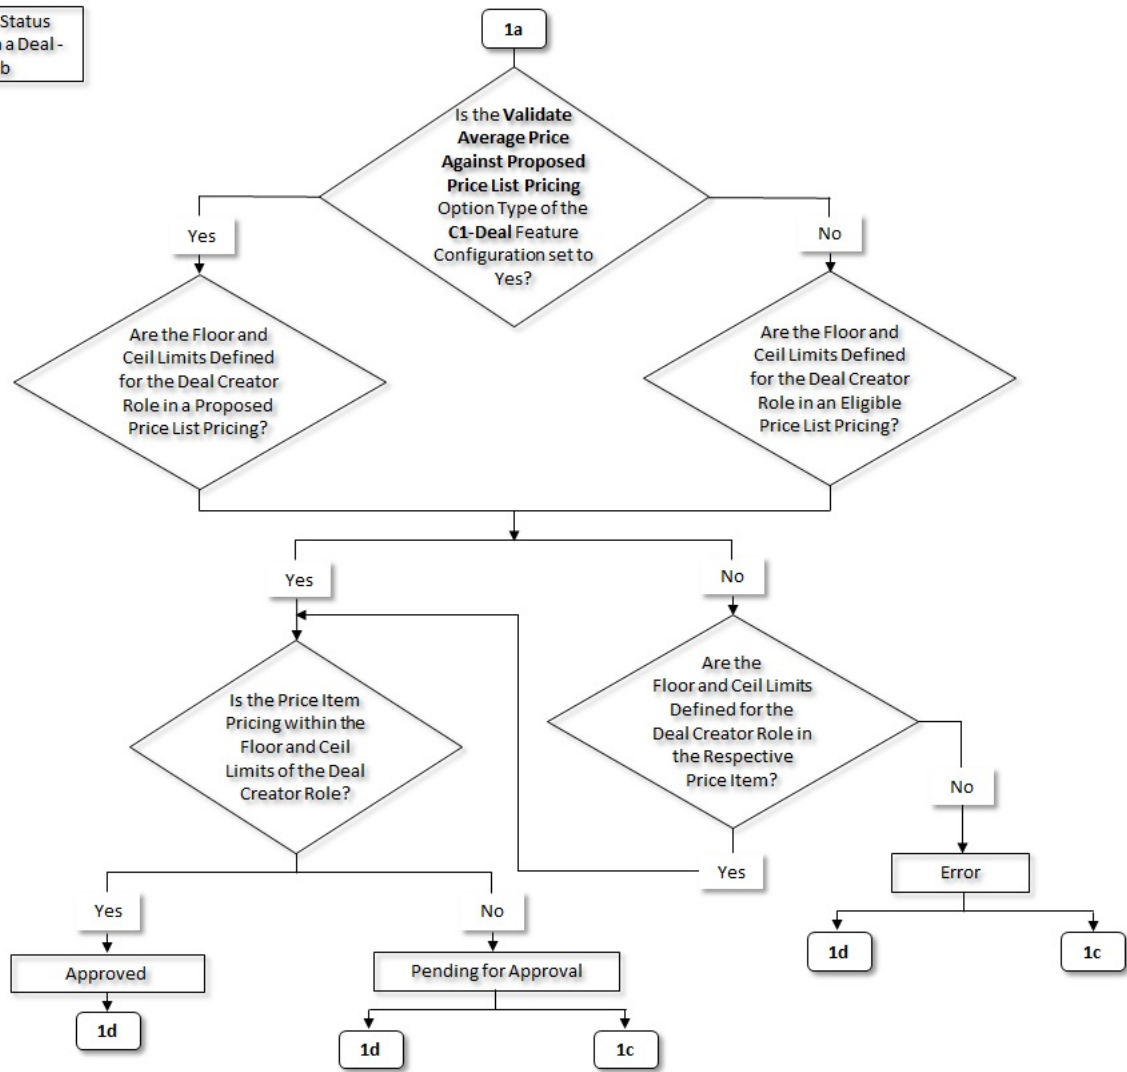 Status
a Deal -
b
1a
Is the Validate
Average Price
Against Proposed
Price List Pricing
Option Type of the
C1-Deal Feature
Configuration set to
Yes?
Yes
No
Are the Floor and
Ceil Limits Defined
for the Deal Creator
Role in a Proposed
Price List Pricing?
Are the Floor and
Ceil Limits Defined
for the Deal Creator
Role in an Eligible
Price List Pricing?
Yes
No
Is the Price Item
Pricing within the
Floor and Ceil
Limits of the Deal
Creator Role?
Are the
Floor and Ceil Limits
Defined for the
Deal Creator Role in
the Respective
Price Item?
No
Yes
Error
Yes
No
1d
1c
Approved
Pending for Approval
1d
1d
1c